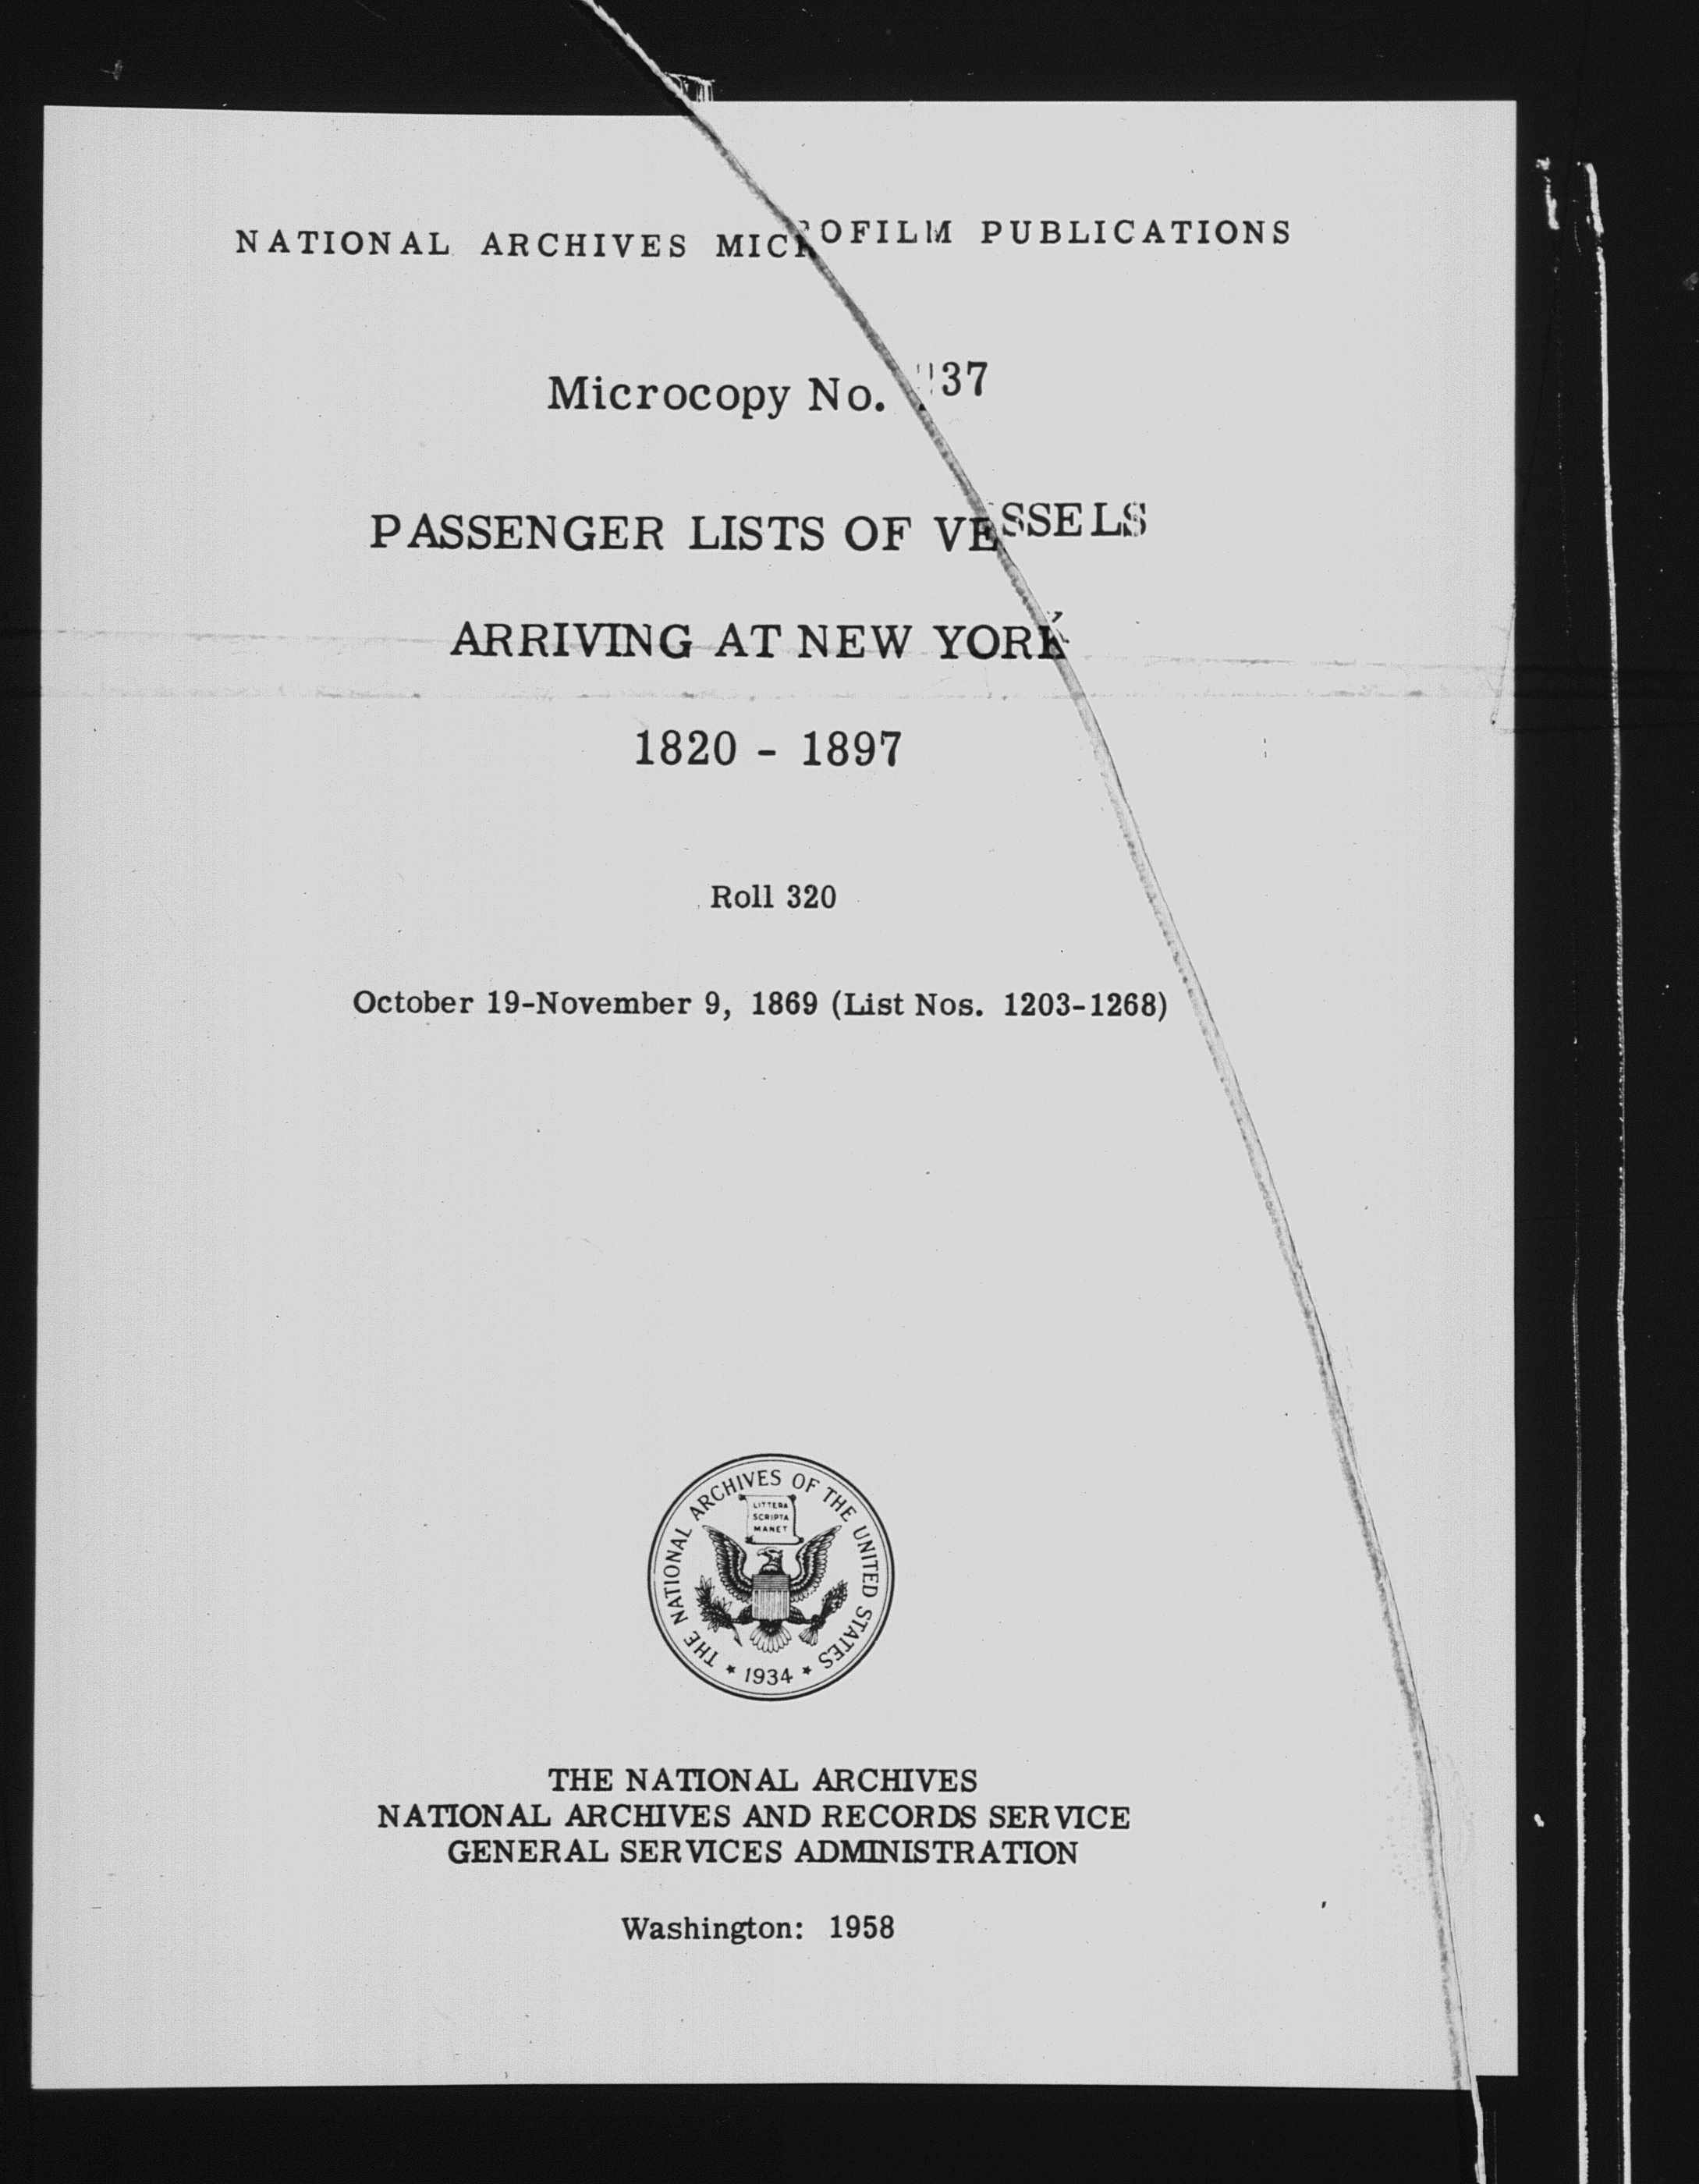 NATIONAL ARCHIVES MICROFILM PUBLICATIONS
Microcopy No.
PASSENGER LISTS OF VESSELS
ARRIVING AT NEW YORK
1820 - 1897
Roll 320
October 19-November 9, 1869 (List Nos. 1203-1268)
THE NATIONAL ARCHIVES OF THE UNITED STATES
LITTERA
SCRIPTA
MANET
★ 1934 ★
THE NATIONAL ARCHIVES
NATIONAL ARCHIVES AND RECORDS SERVICE
GENERAL SERVICES ADMINISTRATION
Washington: 1958